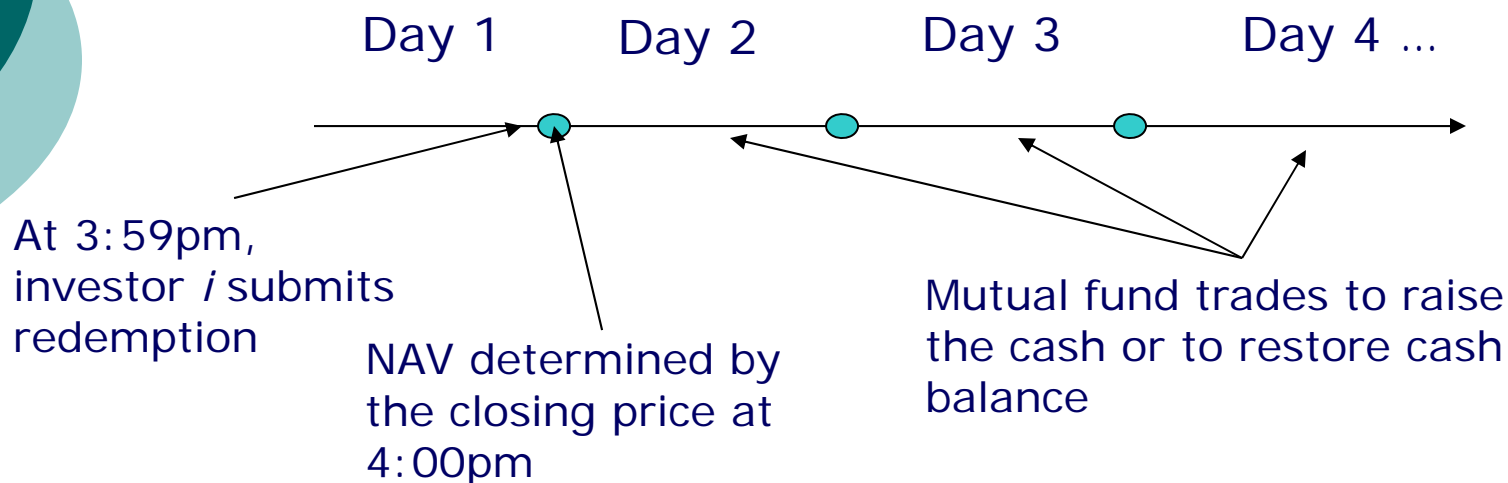 Day 1 Day 2 Day 3 Day 4 ...
At 3:59pm,
investor i submits
redemption
NAV determined by
the closing price at
4:00pm
Mutual fund trades to raise
the cash or to restore cash
balance